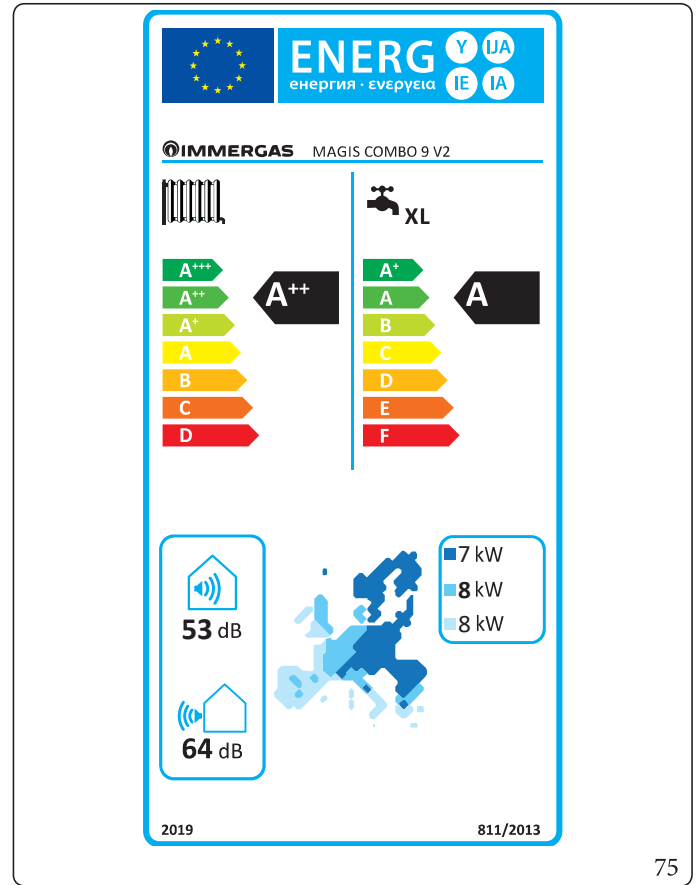 ENERG Y IJA
енергия · ενεργεια IE IA
IMMERGAS MAGIS COMBO 9 V2
XL
A+++
A++
A+
A
B
C
D
A++
A+
A
B
C
D
E
F
A
53 dB
64 dB
7 kW
8 kW
8 kW
2019 811/2013
75